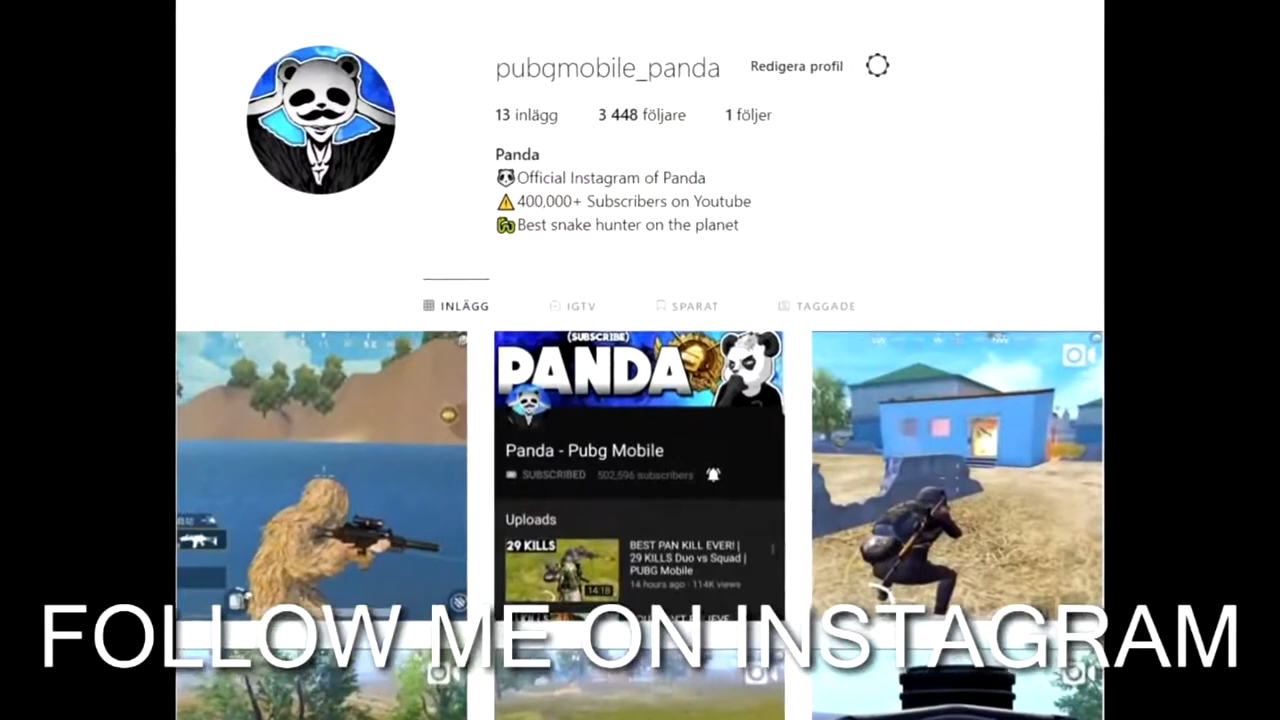 pubgmobile_panda Redigera profil
13 inlägg 3 448 följare 1 följer
Panda
Official Instagram of Panda
400,000+ Subscribers on Youtube
Best snake hunter on the planet
INLÄGG IGTV SPARAT TAGGADE
(SUBSCRIBE)
PANDA
Panda - Pubg Mobile
SUBSCRIBED 502,596 subscribers
Uploads
29 KILLS
14:18
BEST PAN KILL EVER! |
29 KILLS Duo vs Squad |
PUBG Mobile
14 hours ago · 114K views
FOLLOW ME ON INSTAGRAM